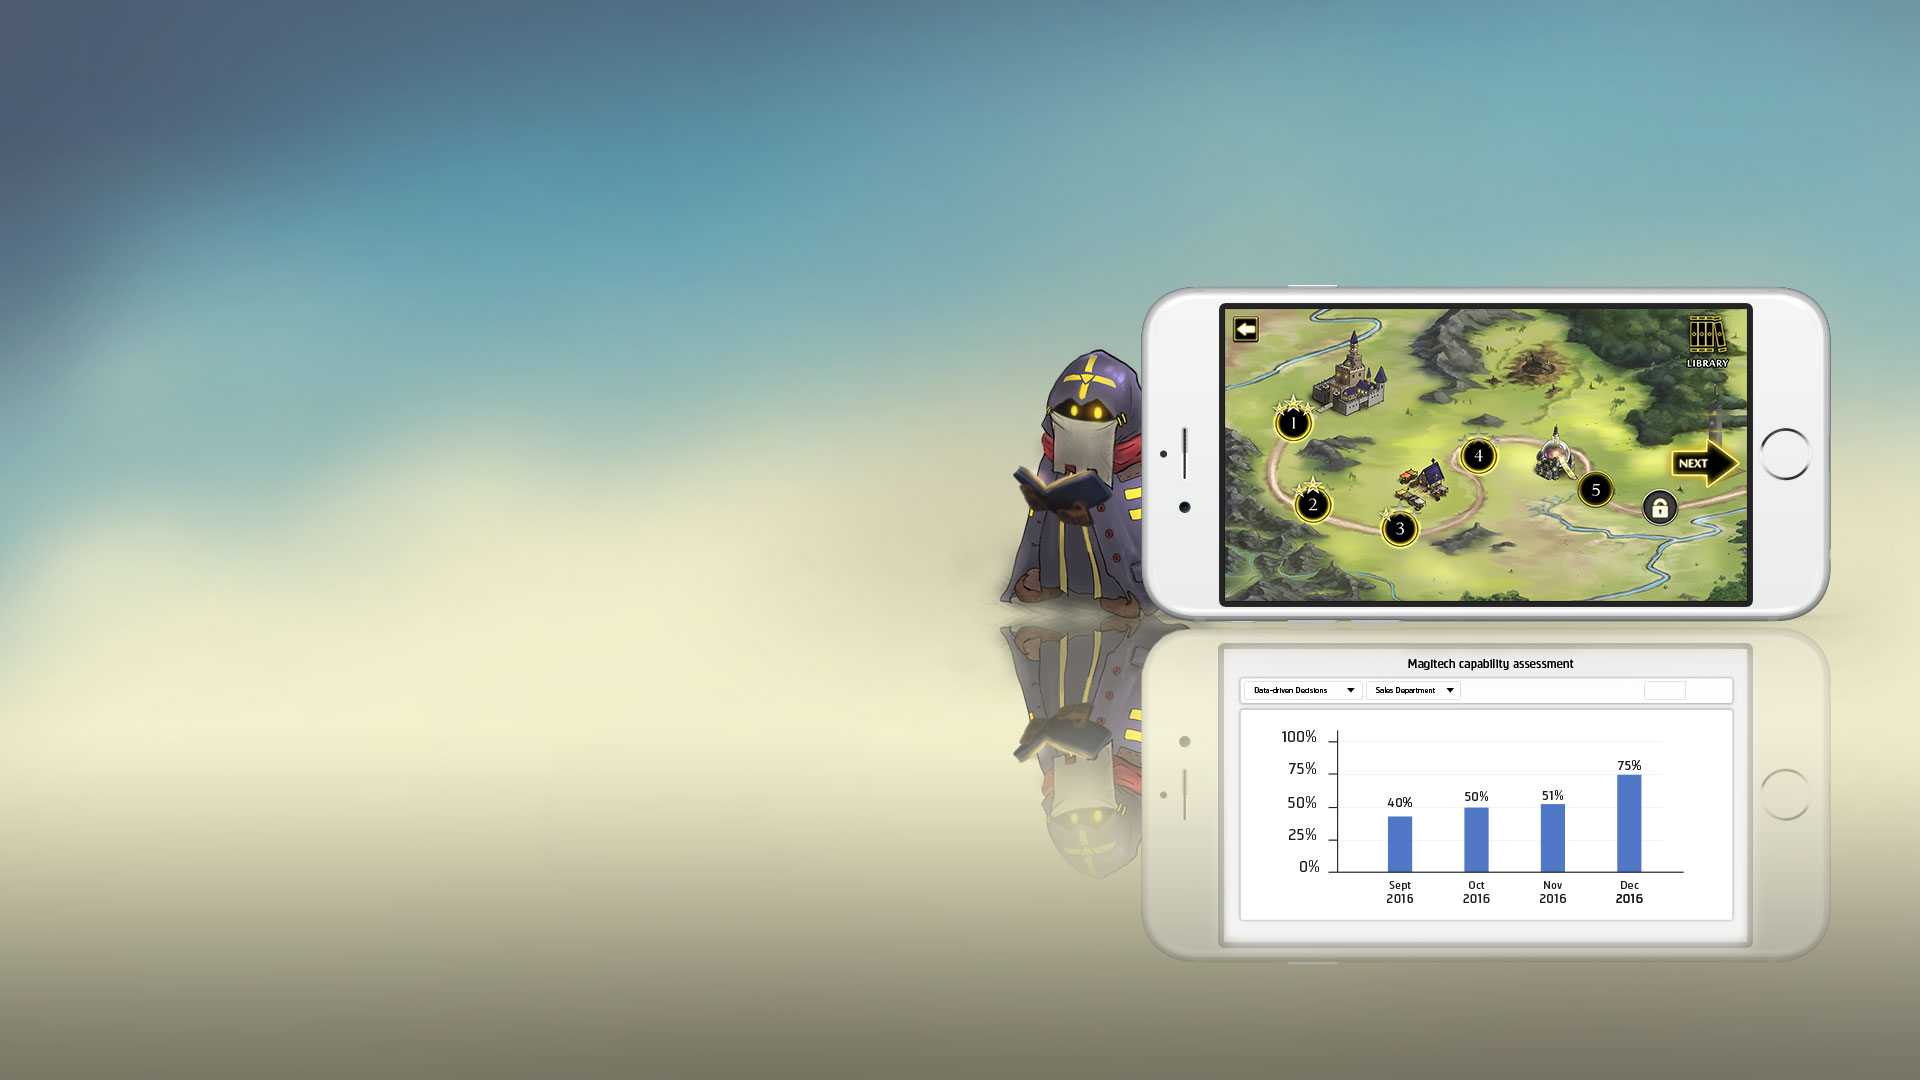 LIBRARY
1
4
NEXT
5
2
3
Magitech capability assessment
Data-driven Decisions
Sales Department
100%
75%
50%
25%
0%
40%
50%
51%
75%
Sept
2016
Oct
2016
Nov
2016
Dec
2016